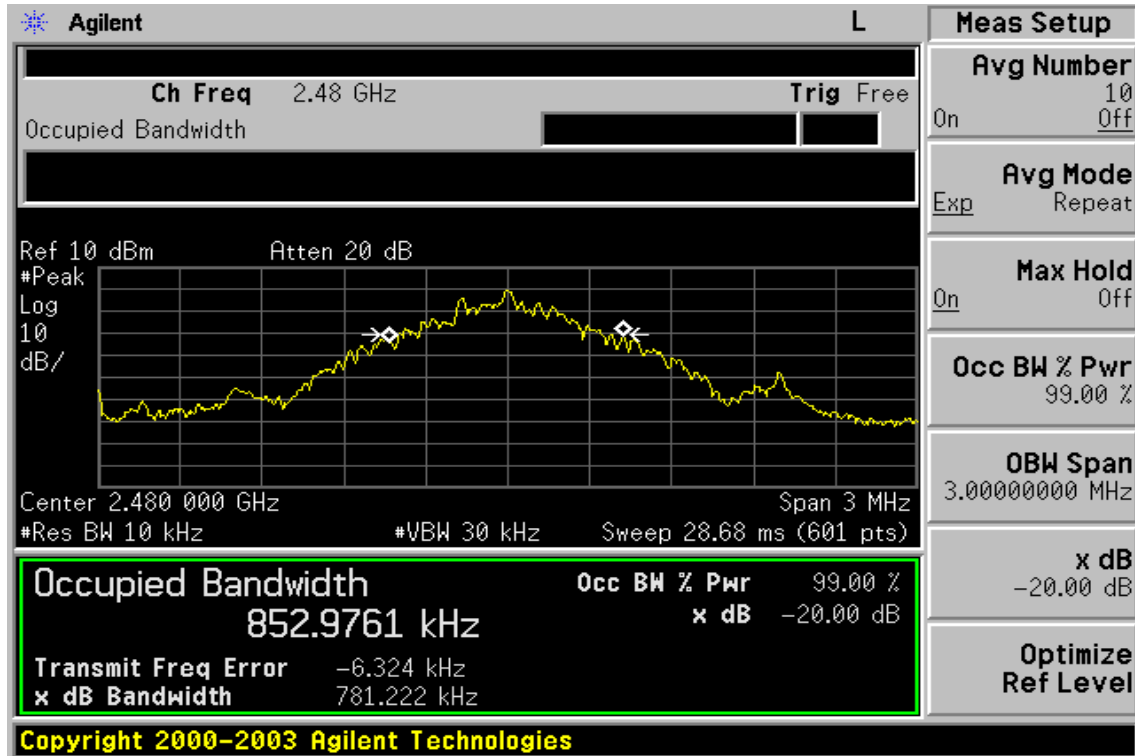 Agilent L
Meas Setup
Ch Freq 2.48 GHz Trig Free
Occupied Bandwidth
Ref 10 dBm Atten 20 dB
#Peak
Log
10
dB/
Center 2.480 000 GHz Span 3 MHz
#Res BW 10 kHz #VBW 30 kHz Sweep 28.68 ms (601 pts)
Occupied Bandwidth
852.9761 kHz
Occ BW % Pwr 99.00 %
x dB -20.00 dB
Transmit Freq Error -6.324 kHz
x dB Bandwidth 781.222 kHz
Avg Number
10
On Off
Avg Mode
Exp Repeat
Max Hold
On Off
Occ BW % Pwr
99.00 %
OBW Span
3.00000000 MHz
x dB
-20.00 dB
Optimize
Ref Level
Copyright 2000-2003 Agilent Technologies